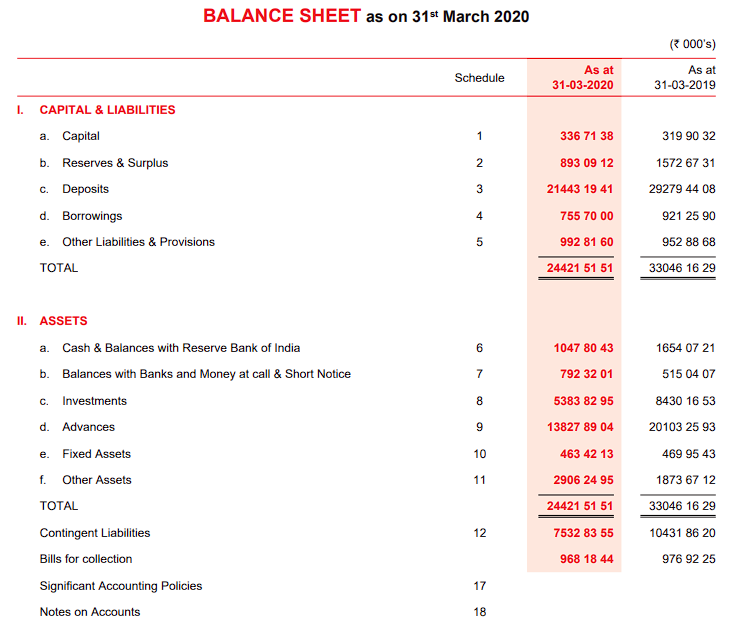 BALANCE SHEET as on 31st March 2020
(₹ 000's)
Schedule As at 31-03-2020 As at 31-03-2019
I. CAPITAL & LIABILITIES
a. Capital 1 336 71 38 319 90 32
b. Reserves & Surplus 2 893 09 12 1572 67 31
c. Deposits 3 21443 19 41 29279 44 08
d. Borrowings 4 755 70 00 921 25 90
e. Other Liabilities & Provisions 5 992 81 60 952 88 68
TOTAL 24421 51 51 33046 16 29
II. ASSETS
a. Cash & Balances with Reserve Bank of India 6 1047 80 43 1654 07 21
b. Balances with Banks and Money at call & Short Notice 7 792 32 01 515 04 07
c. Investments 8 5383 82 95 8430 16 53
d. Advances 9 13827 89 04 20103 25 93
e. Fixed Assets 10 463 42 13 469 95 43
f. Other Assets 11 2906 24 95 1873 67 12
TOTAL 24421 51 51 33046 16 29
Contingent Liabilities 12 7532 83 55 10431 86 20
Bills for collection 968 18 44 976 92 25
Significant Accounting Policies 17
Notes on Accounts 18